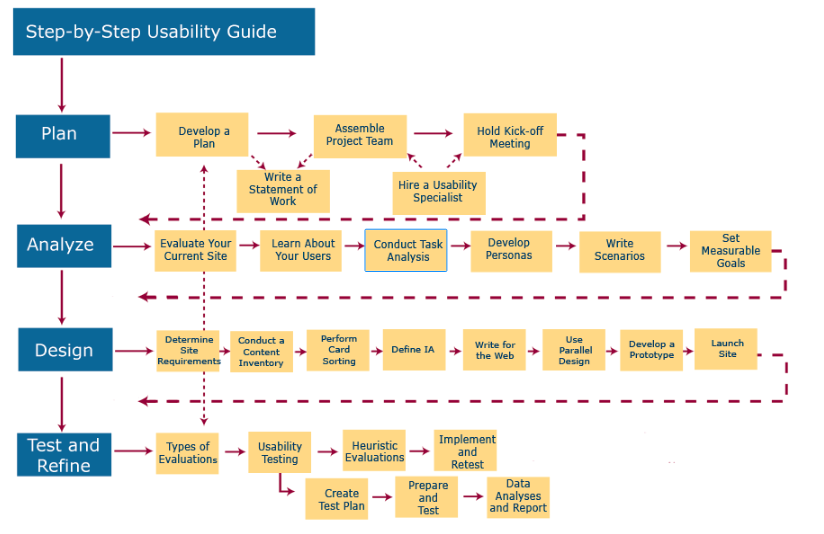 Step-by-Step Usability Guide
Plan
Develop a
Plan
Assemble
Project Team
Hold Kick-off
Meeting
Write a
Statement of
Work
Hire a Usability
Specialist
Analyze
Evaluate Your
Current Site
Learn About
Your Users
Conduct Task
Analysis
Develop
Personas
Write
Scenarios
Set
Measurable
Goals
Design
Determine
Site
Requirements
Conduct a
Content
Inventory
Perform
Card
Sorting
Define IA
Write for
the Web
Use
Parallel
Design
Develop a
Prototype
Launch
Site
Test and
Refine
Types of
Evaluations
Usability
Testing
Heuristic
Evaluations
Implement
and
Retest
Create
Test Plan
Prepare
and
Test
Data
Analyses
and Report